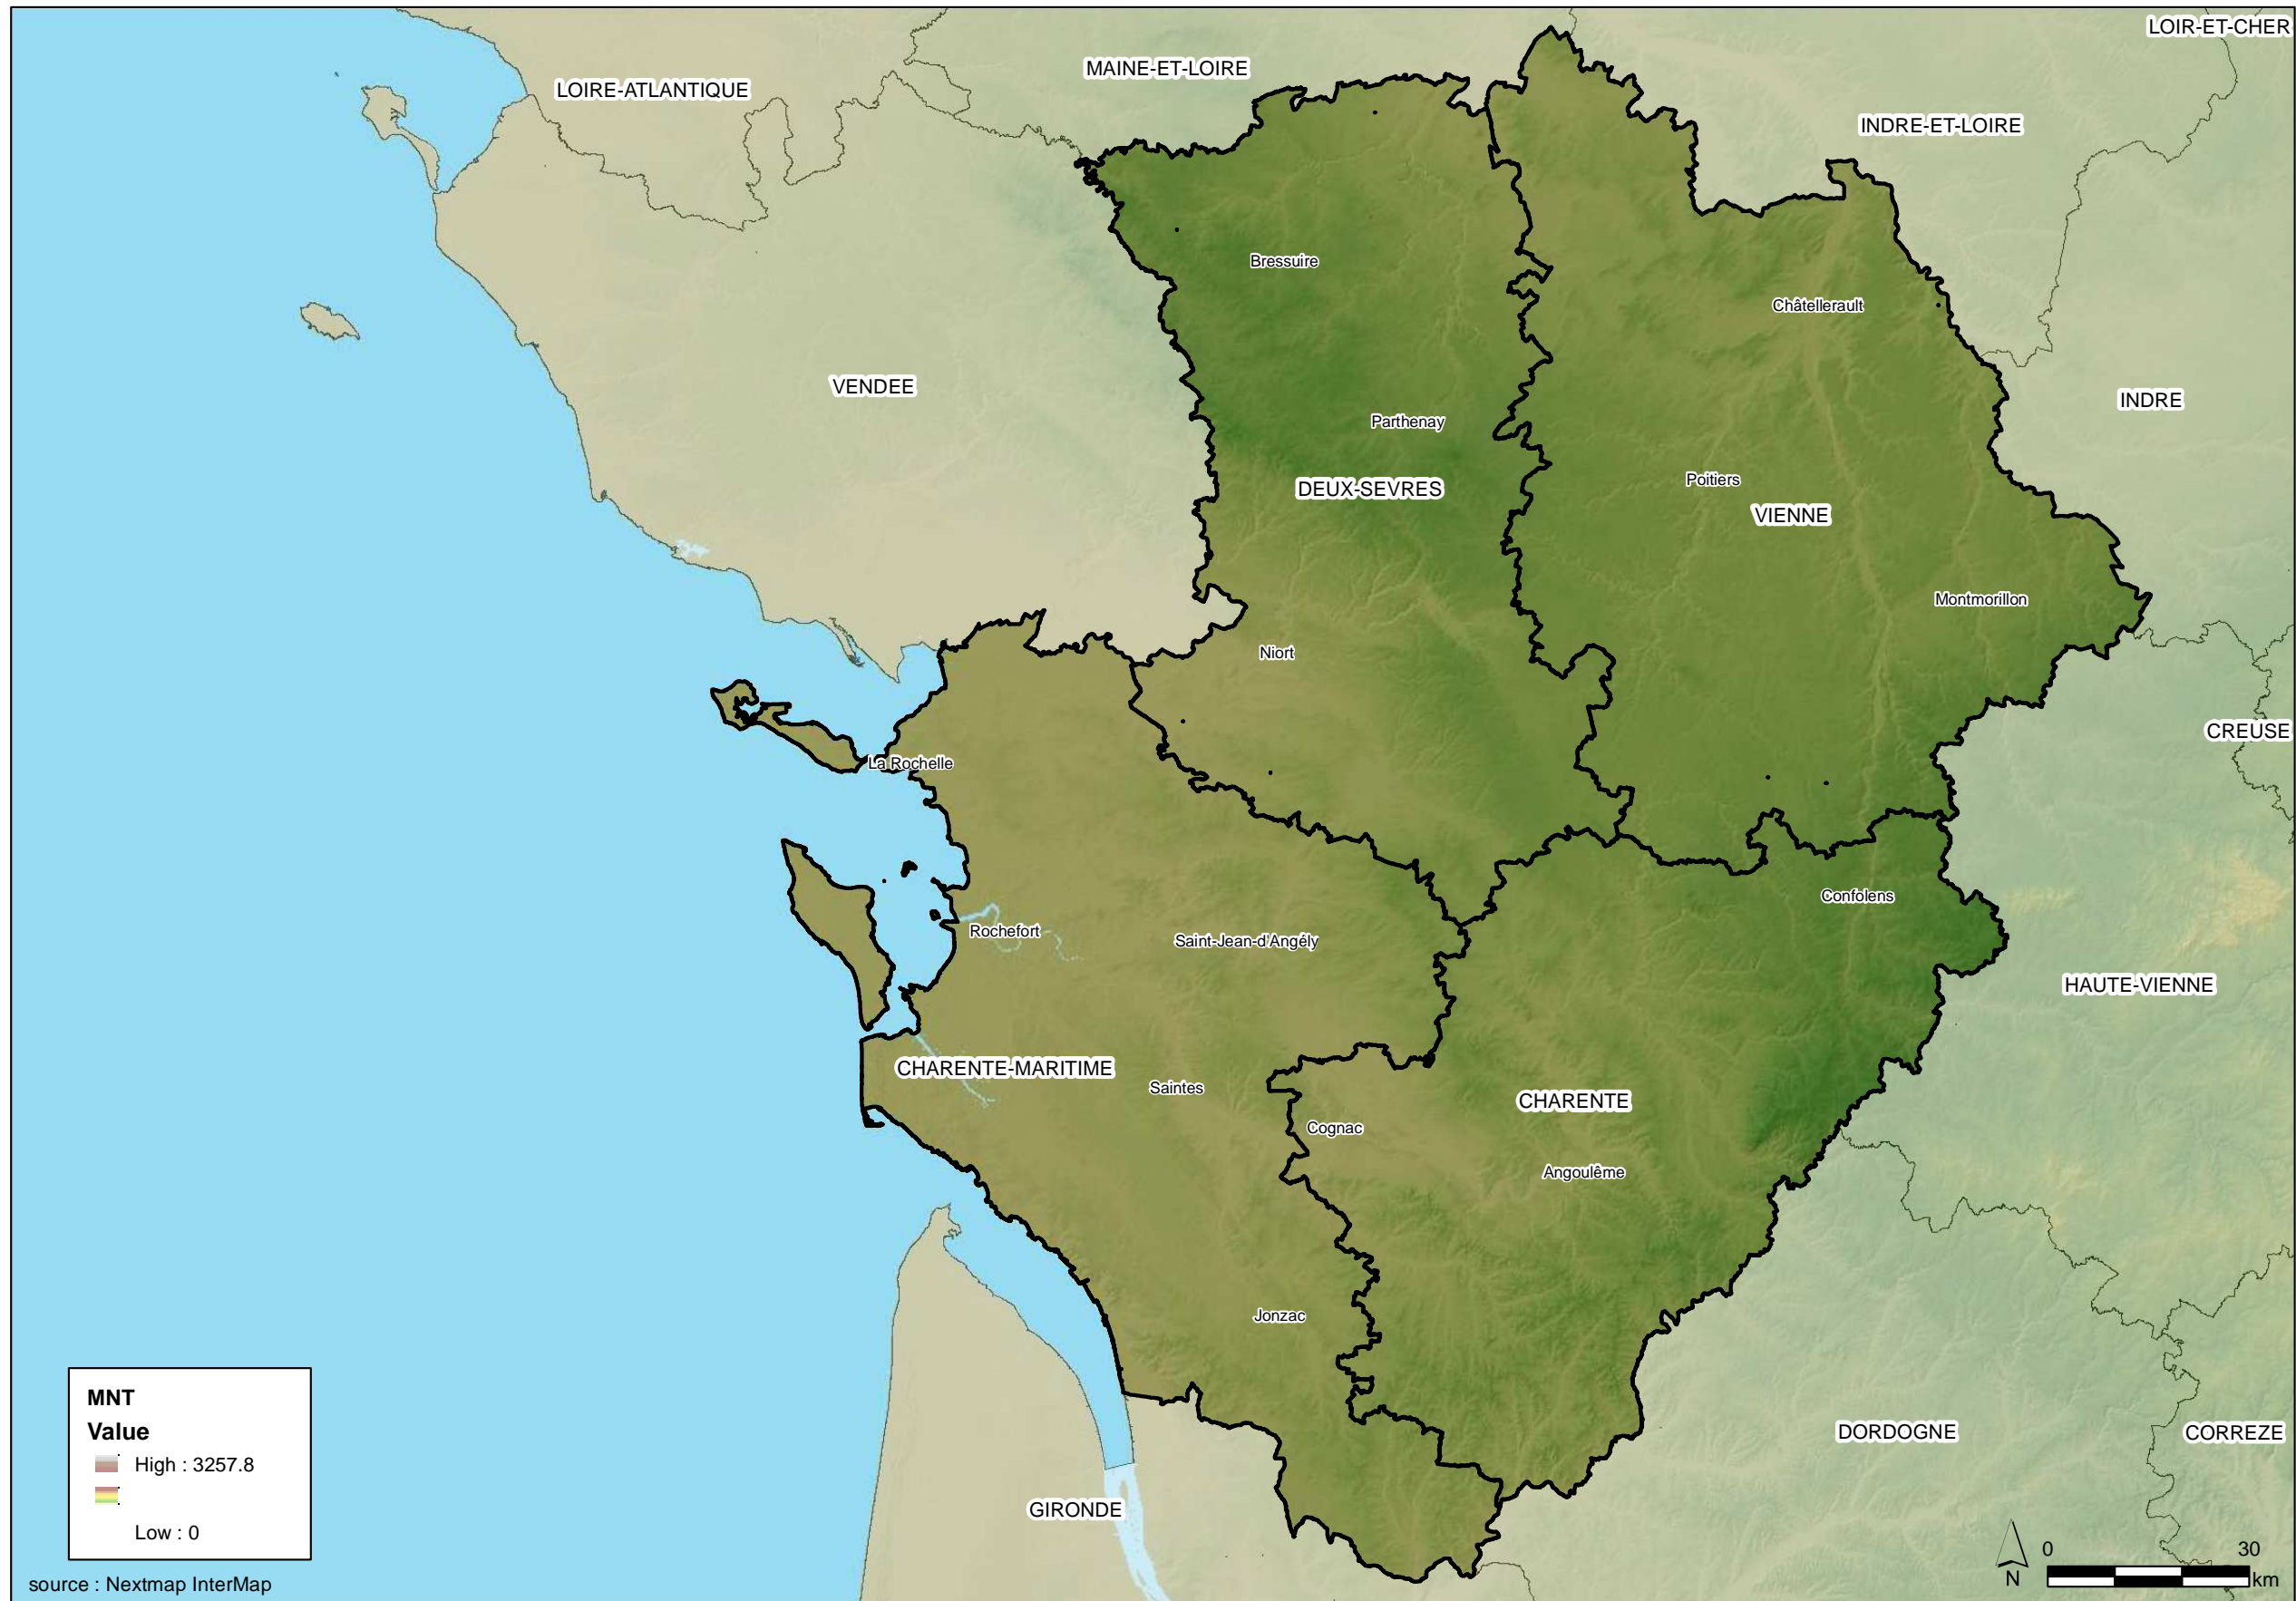 LOIR-ET-CHER
MAINE-ET-LOIRE
LOIRE-ATLANTIQUE
INDRE-ET-LOIRE
Bressuire
Châtellerault
VENDEE
INDRE
Parthenay
Poitiers
DEUX-SEVRES
VIENNE
Montmorillon
Niort
CREUSE
La Rochelle
Confolens
Rochefort
Saint-Jean-d'Angély
HAUTE-VIENNE
CHARENTE-MARITIME
Saintes
CHARENTE
Cognac
Angoulême
Jonzac
DORDOGNE
CORREZE
GIRONDE
MNT
Value
High : 3257.8
Low : 0
source : Nextmap InterMap
N
0 30
km